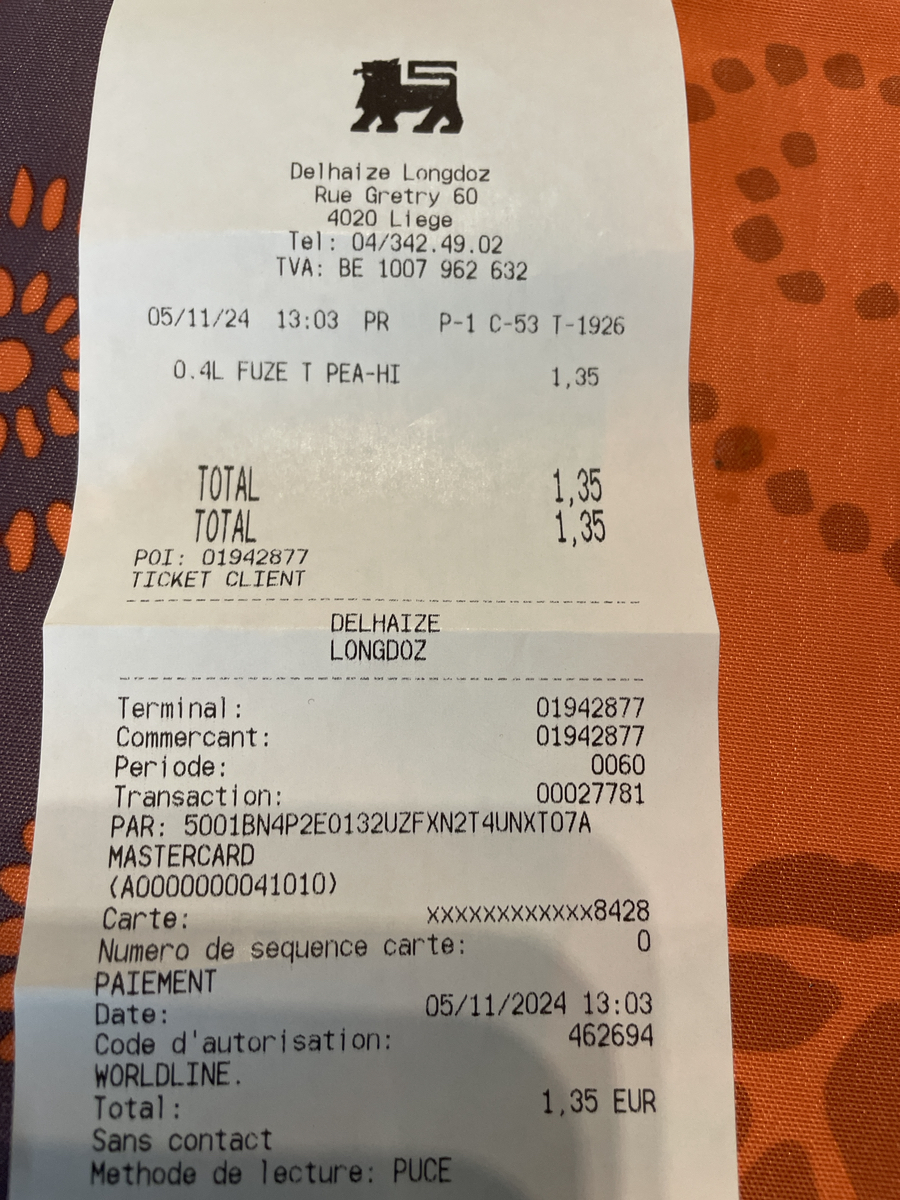 Delhaize Longdoz
Rue Gretry 60
4020 Liege
Tel: 04/342.49.02
TVA: BE 1007 962 632
05/11/24 13:03 PR P-1 C-53 T-1926
0.4L FUZE T PEA-HI 1,35
TOTAL 1,35
TOTAL 1,35
POI: 01942877
TICKET CLIENT
DELHAIZE
LONGDOZ
Terminal: 01942877
Commercant: 01942877
Periode: 0060
Transaction: 00027781
PAR: 5001BN4P2E0132UZFXN2T4UNXT07A
MASTERCARD
(A0000000041010)
Carte: xxxxxxxxxxxx8428
Numero de sequence carte: 0
PAIEMENT
Date: 05/11/2024 13:03
Code d'autorisation: 462694
WORLDLINE.
Total: 1,35 EUR
Sans contact
Methode de lecture: PUCE